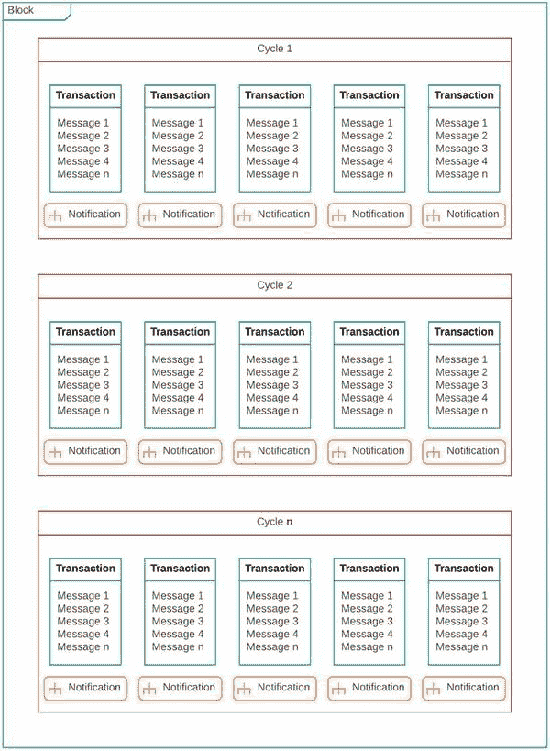 Block
Cycle 1
Transaction Transaction Transaction Transaction Transaction
Message 1 Message 1 Message 1 Message 1 Message 1
Message 2 Message 2 Message 2 Message 2 Message 2
Message 3 Message 3 Message 3 Message 3 Message 3
Message 4 Message 4 Message 4 Message 4 Message 4
Message n Message n Message n Message n Message n
Notification Notification Notification Notification Notification
Cycle 2
Transaction Transaction Transaction Transaction Transaction
Message 1 Message 1 Message 1 Message 1 Message 1
Message 2 Message 2 Message 2 Message 2 Message 2
Message 3 Message 3 Message 3 Message 3 Message 3
Message 4 Message 4 Message 4 Message 4 Message 4
Message n Message n Message n Message n Message n
Notification Notification Notification Notification Notification
Cycle n
Transaction Transaction Transaction Transaction Transaction
Message 1 Message 1 Message 1 Message 1 Message 1
Message 2 Message 2 Message 2 Message 2 Message 2
Message 3 Message 3 Message 3 Message 3 Message 3
Message 4 Message 4 Message 4 Message 4 Message 4
Message n Message n Message n Message n Message n
Notification Notification Notification Notification Notification